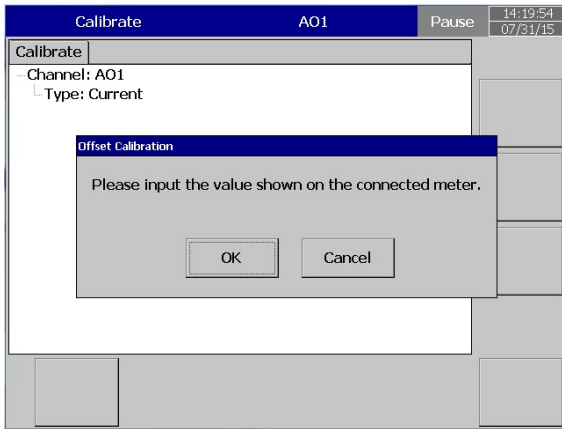 Calibrate AO1 Pause 14:19:54
07/31/15
Calibrate
Channel: AO1
Type: Current
Offset Calibration
Please input the value shown on the connected meter.
OK Cancel